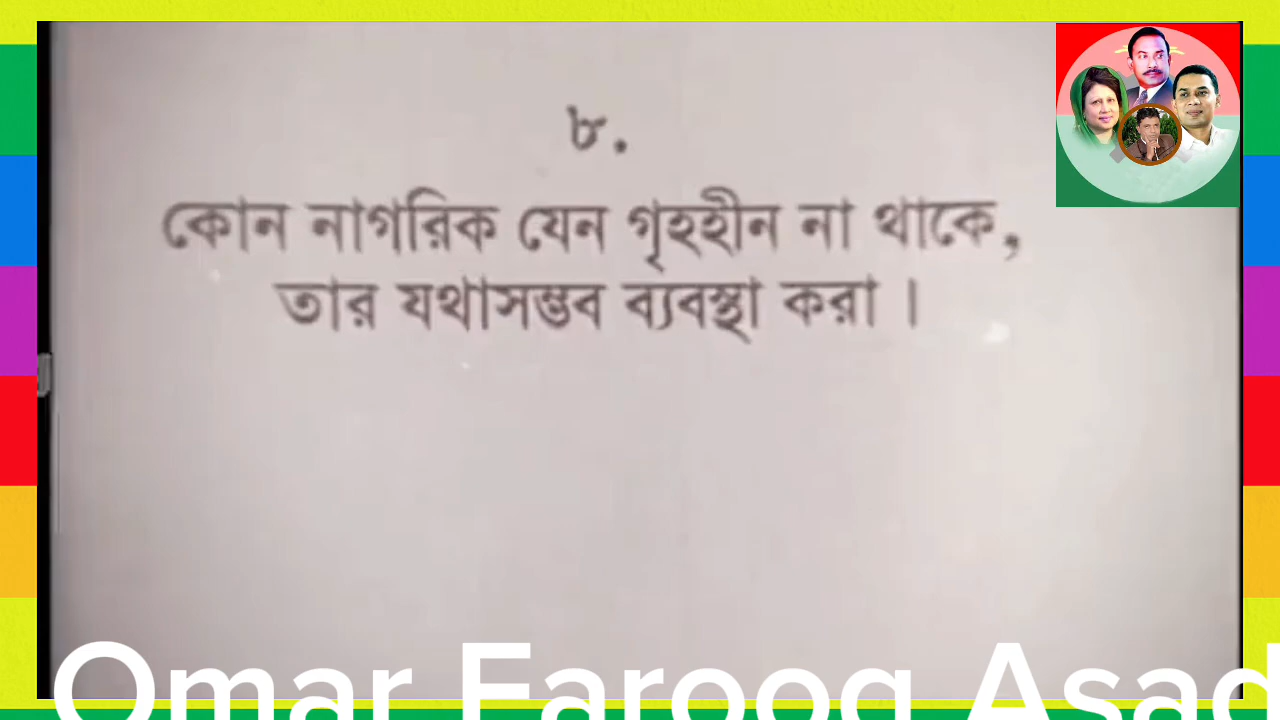 ৮.
কোন নাগরিক যেন গৃহহীন না থাকে,
তার যথাসম্ভব ব্যবস্থা করা ।
Omar Farooq Asad